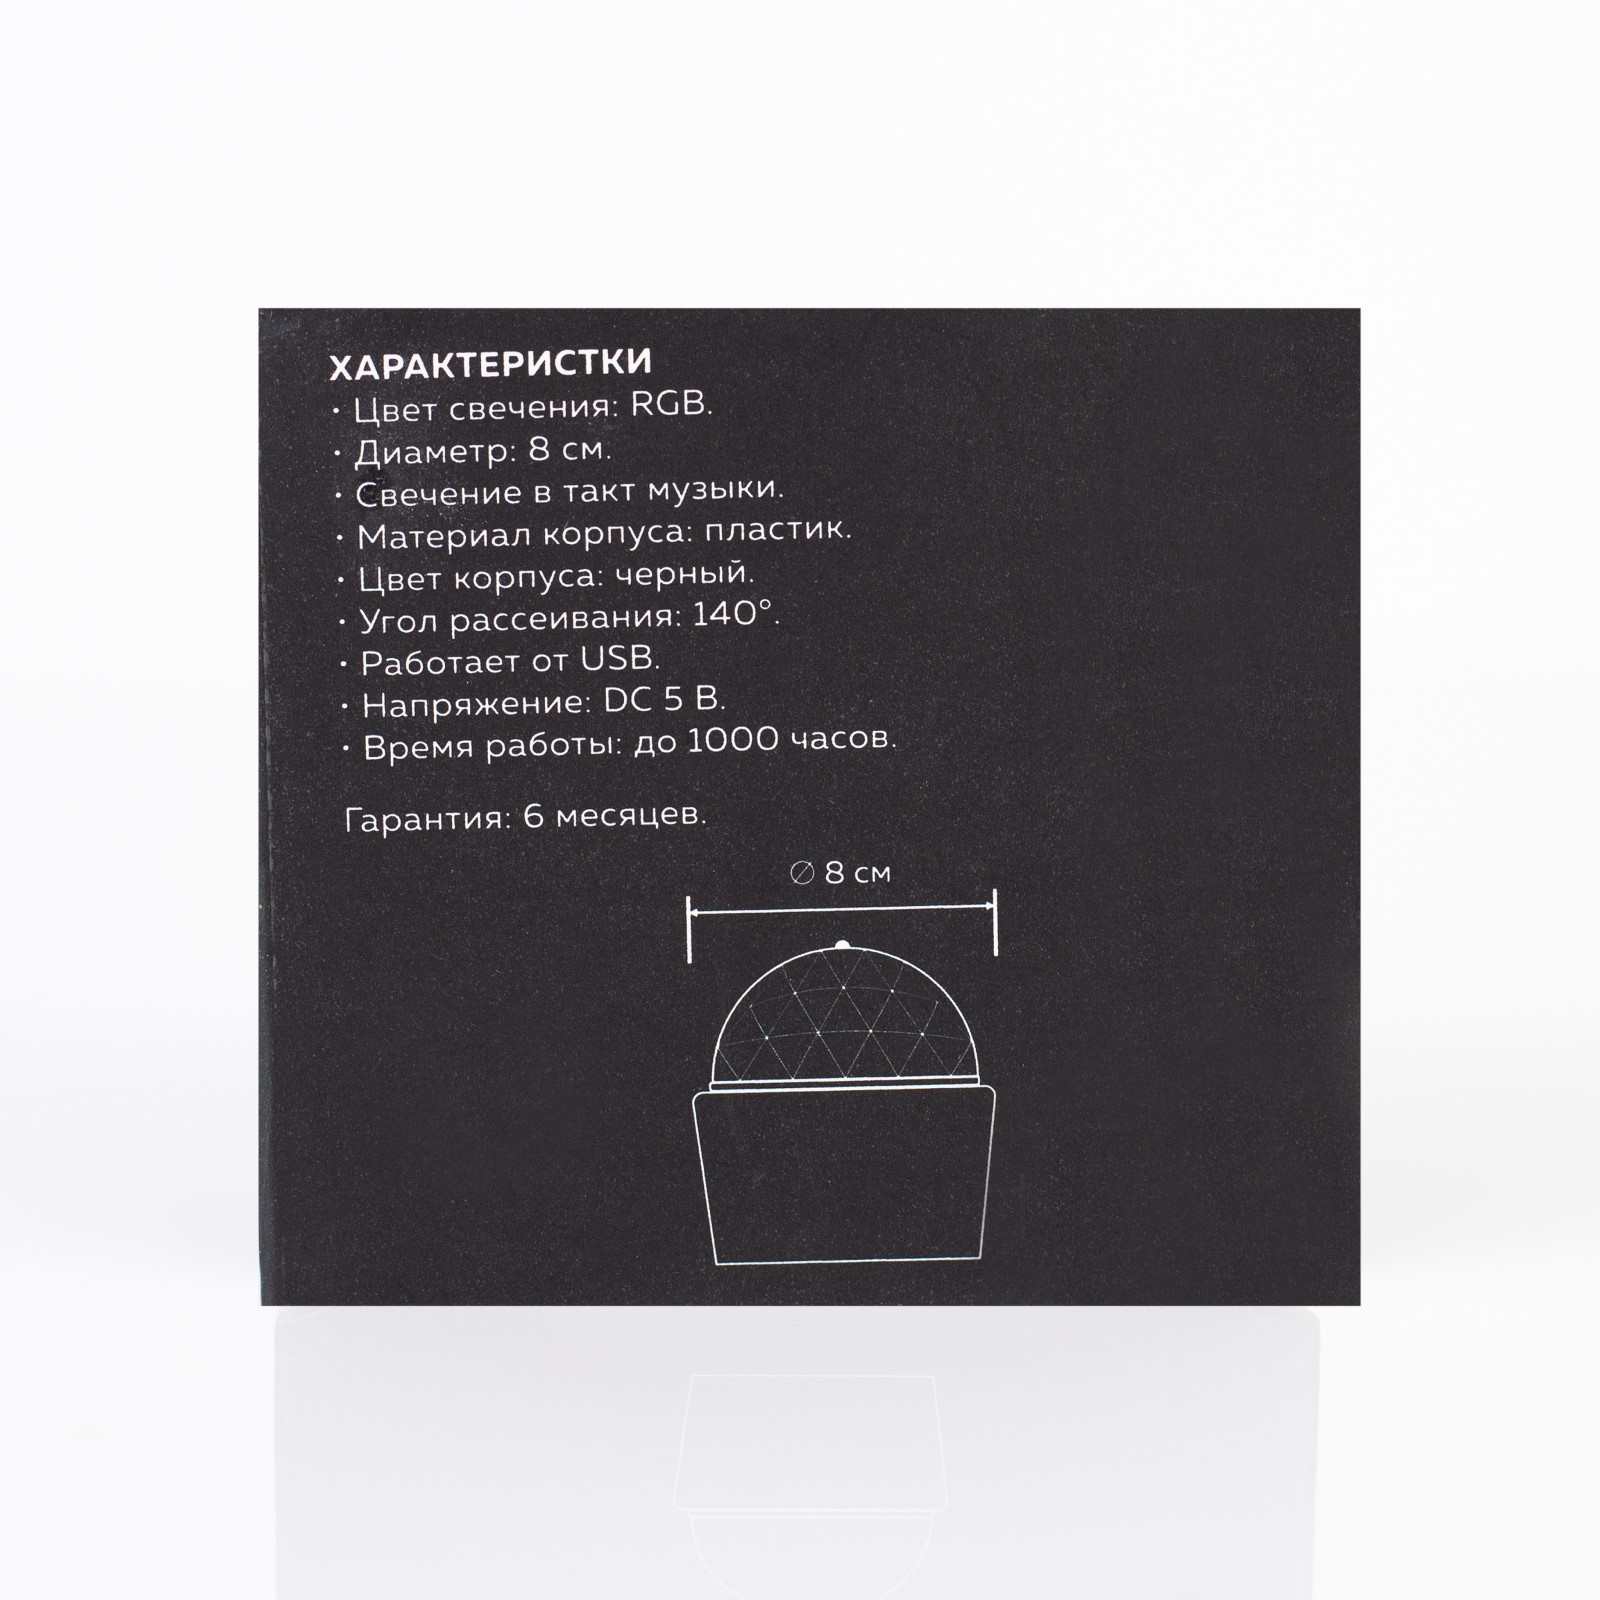 ХАРАКТЕРИСТКИ
· Цвет свечения: RGB.
· Диаметр: 8 см.
· Свечение в такт музыки.
· Материал корпуса: пластик.
· Цвет корпуса: черный.
· Угол рассеивания: 140°.
· Работает от USB.
· Напряжение: DC 5 В.
· Время работы: до 1000 часов.
Гарантия: 6 месяцев.
∅ 8 см